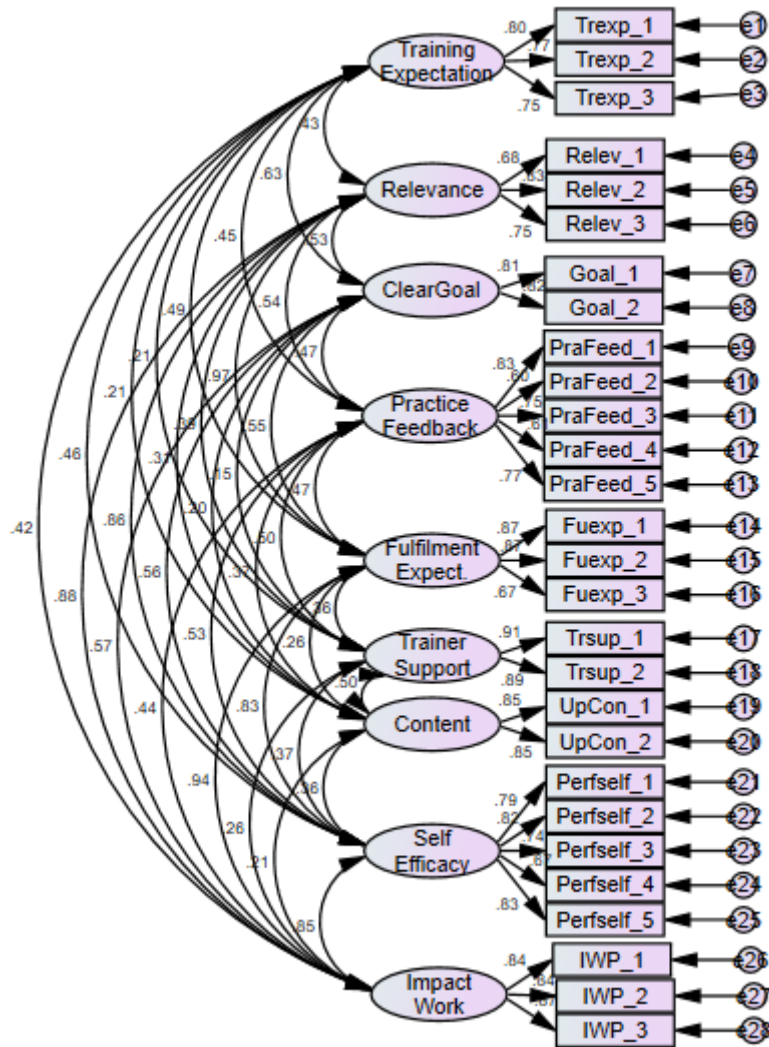 .80
Trexp_1
e1
Training
Expectation
.77
Trexp_2
e2
.75
Trexp_3
e3
.43
.68
Relev_1
e4
.63
Relevance
Relev_2
e5
.75
Relev_3
e6
.45
.53
.81
Goal_1
e7
ClearGoal
.82
Goal_2
e8
.49
.54
.47
.83
PraFeed_1
e9
.60
PraFeed_2
e10
Practice
Feedback
.75
PraFeed_3
e11
PraFeed_4
e12
.77
PraFeed_5
e13
.21
.97
.21
.55
.46
.15
.47
.87
Fuexp_1
e14
.42
Fulfilment
Expect.
Fuexp_2
e15
.67
Fuexp_3
e16
.86
.20
.50
.56
.37
.36
.91
Trsup_1
e17
.88
.57
.53
.26
Trainer
Support
.89
Trsup_2
e18
.44
.83
.50
.85
UpCon_1
e19
Content
.85
UpCon_2
e20
.94
.37
.36
.79
Perfself_1
e21
.82
Perfself_2
e22
.26
.21
Self
Efficacy
.74
Perfself_3
e23
.67
Perfself_4
e24
.83
Perfself_5
e25
.85
.84
IWP_1
e26
Impact
Work
.84
IWP_2
e27
IWP_3
e28